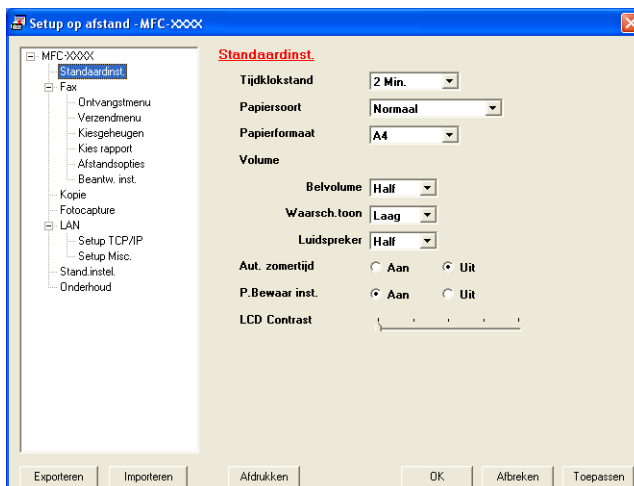 Setup op afstand - MFC-XXXX
MFC-XXXX
Standaardinst.
Fax
Ontvangstmenu
Verzendmenu
Kiesgeheugen
Kies rapport
Afstandsopties
Beantw. inst.
Kopie
Fotocapture
LAN
Setup TCP/IP
Setup Misc.
Stand.instel.
Onderhoud
Standaardinst.
Tijdklokstand 2 Min.
Papiersoort Normaal
Papierformaat A4
Volume
Belvolume Half
Waarsch.toon Laag
Luidspreker Half
Aut. zomertijd Aan Uit
P.Bewaar inst. Aan Uit
LCD Contrast
Exporteren Importeren Afdrukken OK Afbreken Toepassen